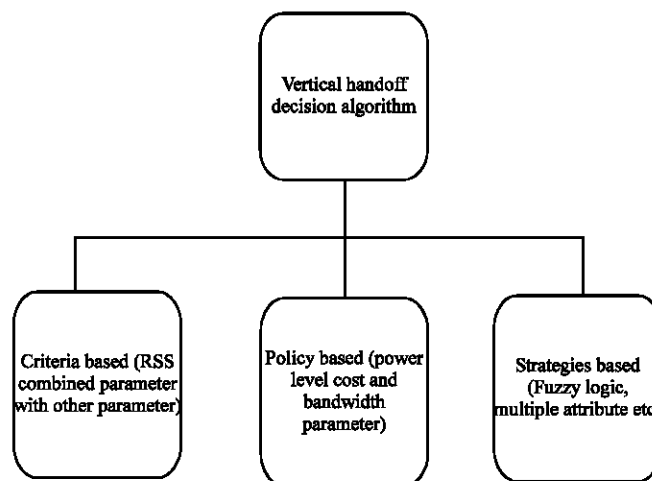 Vertical handoff
decision algorithm
Criteria based (RSS
combined parameter
with other parameter)
Policy based (power
level cost and
bandwidth
parameter)
Strategies based
(Fuzzy logic,
multiple attribute etc